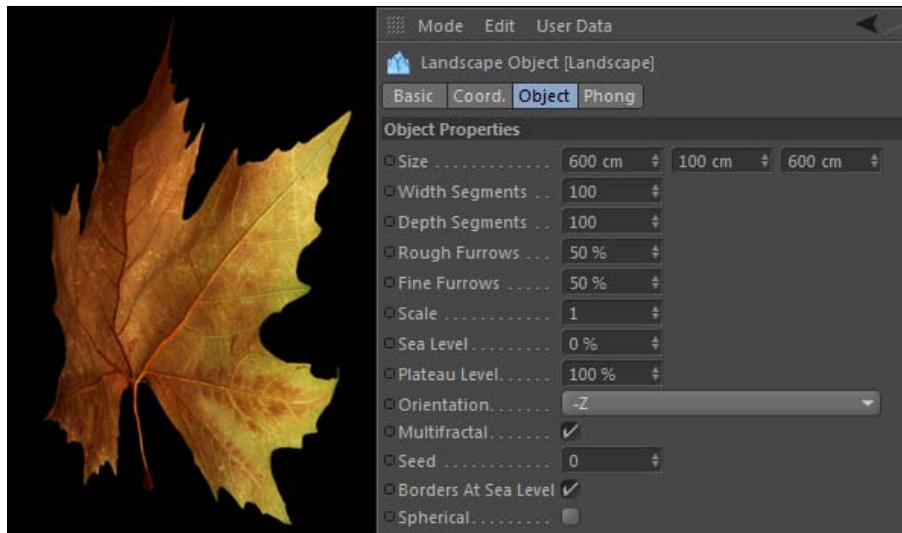 Mode Edit User Data
Landscape Object [Landscape]
Basic Coord. Object Phong
Object Properties
Size . . . . . . . . . . . . . 600 cm 100 cm 600 cm
Width Segments . . 100
Depth Segments . . 100
Rough Furrows . . . 50 %
Fine Furrows . . . . . 50 %
Scale . . . . . . . . . . . . 1
Sea Level . . . . . . . . . 0 %
Plateau Level. . . . . . 100 %
Orientation. . . . . . . -Z
Multifractal. . . . . . .
Seed . . . . . . . . . . . . 0
Borders At Sea Level
Spherical. . . . . . . . .